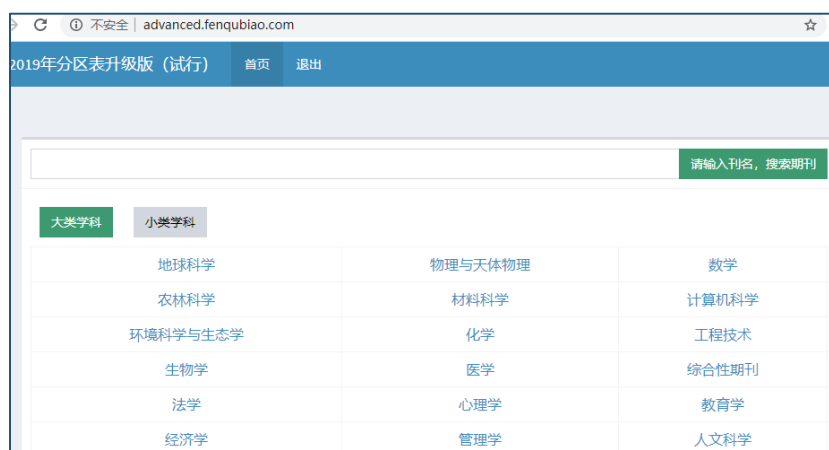 不安全 | advanced.fenqubiao.com
2019年分区表升级版（试行） 首页 退出
请输入刊名，搜索期刊
大类学科 小类学科
地球科学 物理与天体物理 数学
农林科学 材料科学 计算机科学
环境科学与生态学 化学 工程技术
生物学 医学 综合性期刊
法学 心理学 教育学
经济学 管理学 人文科学